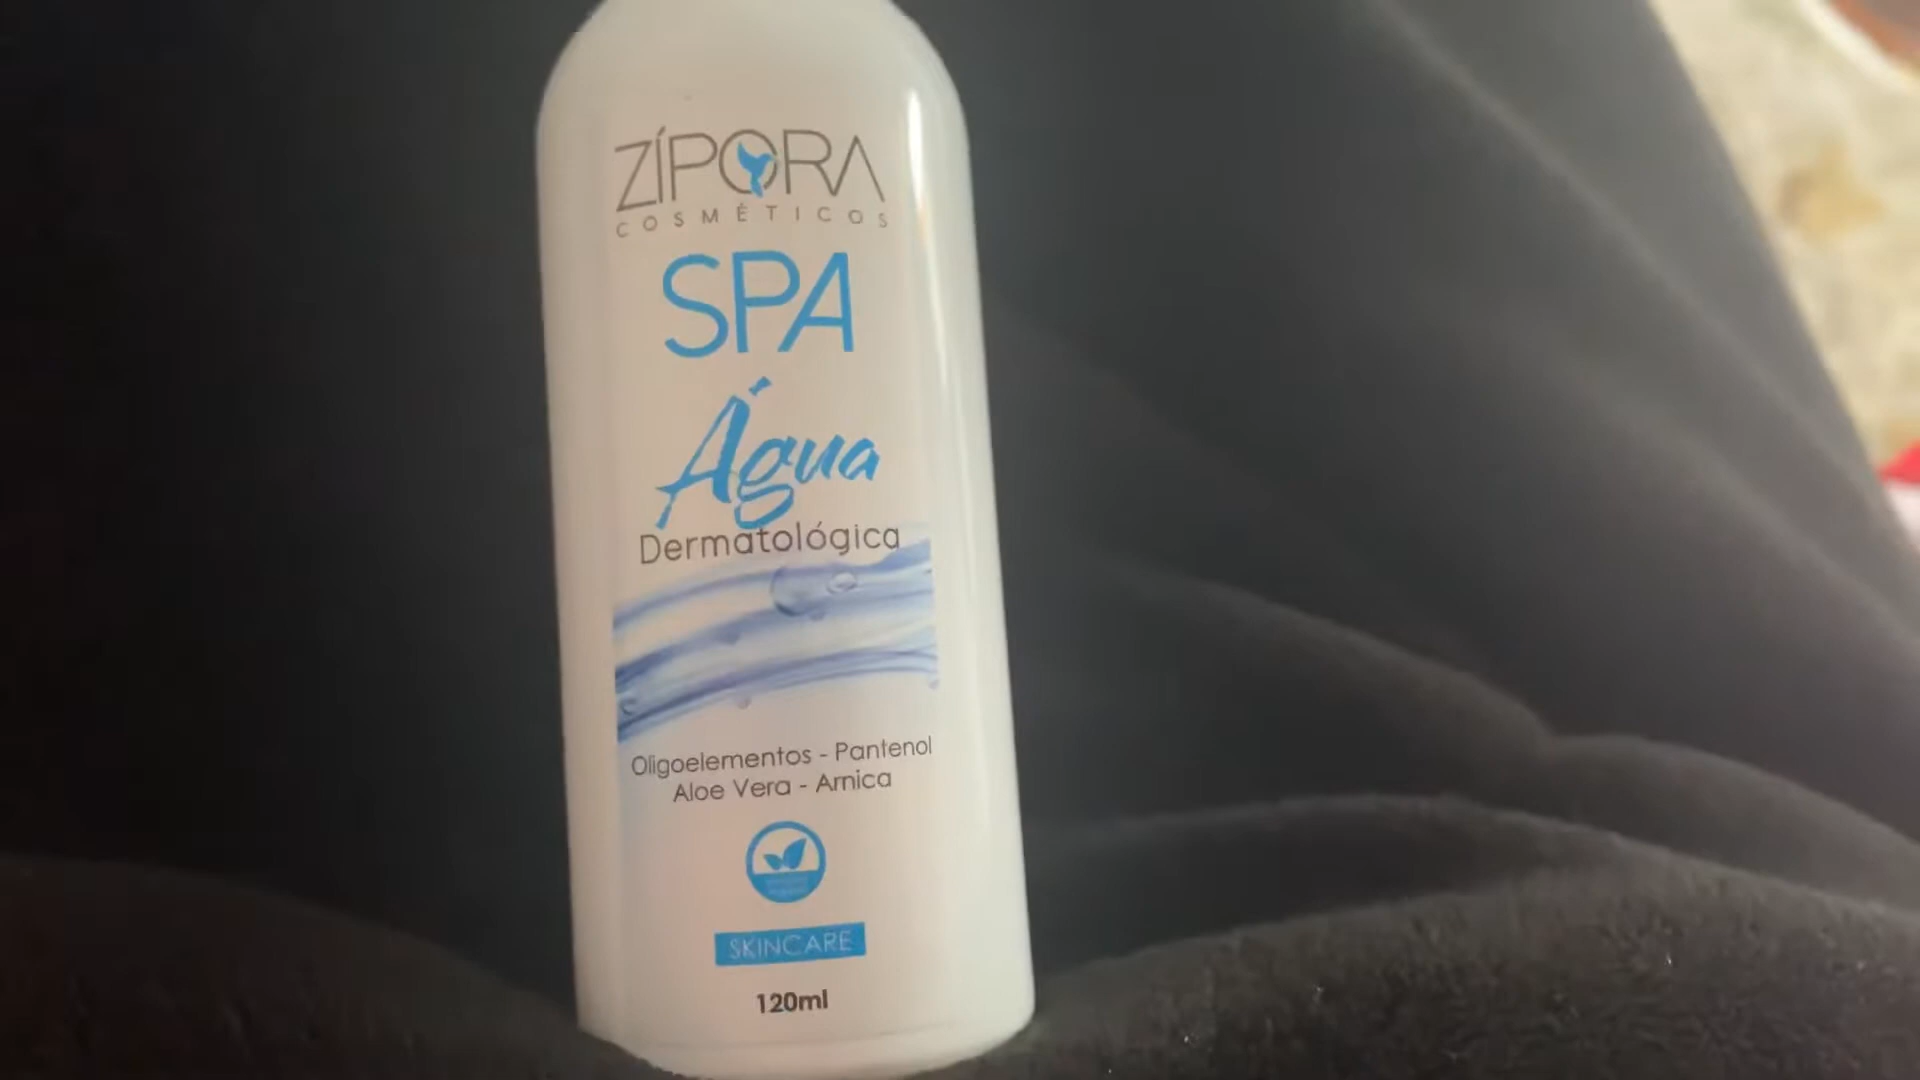 ZÍPORA
COSMÉTICOS
SPA
Água
Dermatológica
Oligoelementos - Pantenol
Aloe Vera - Arnica
SKINCARE
120ml